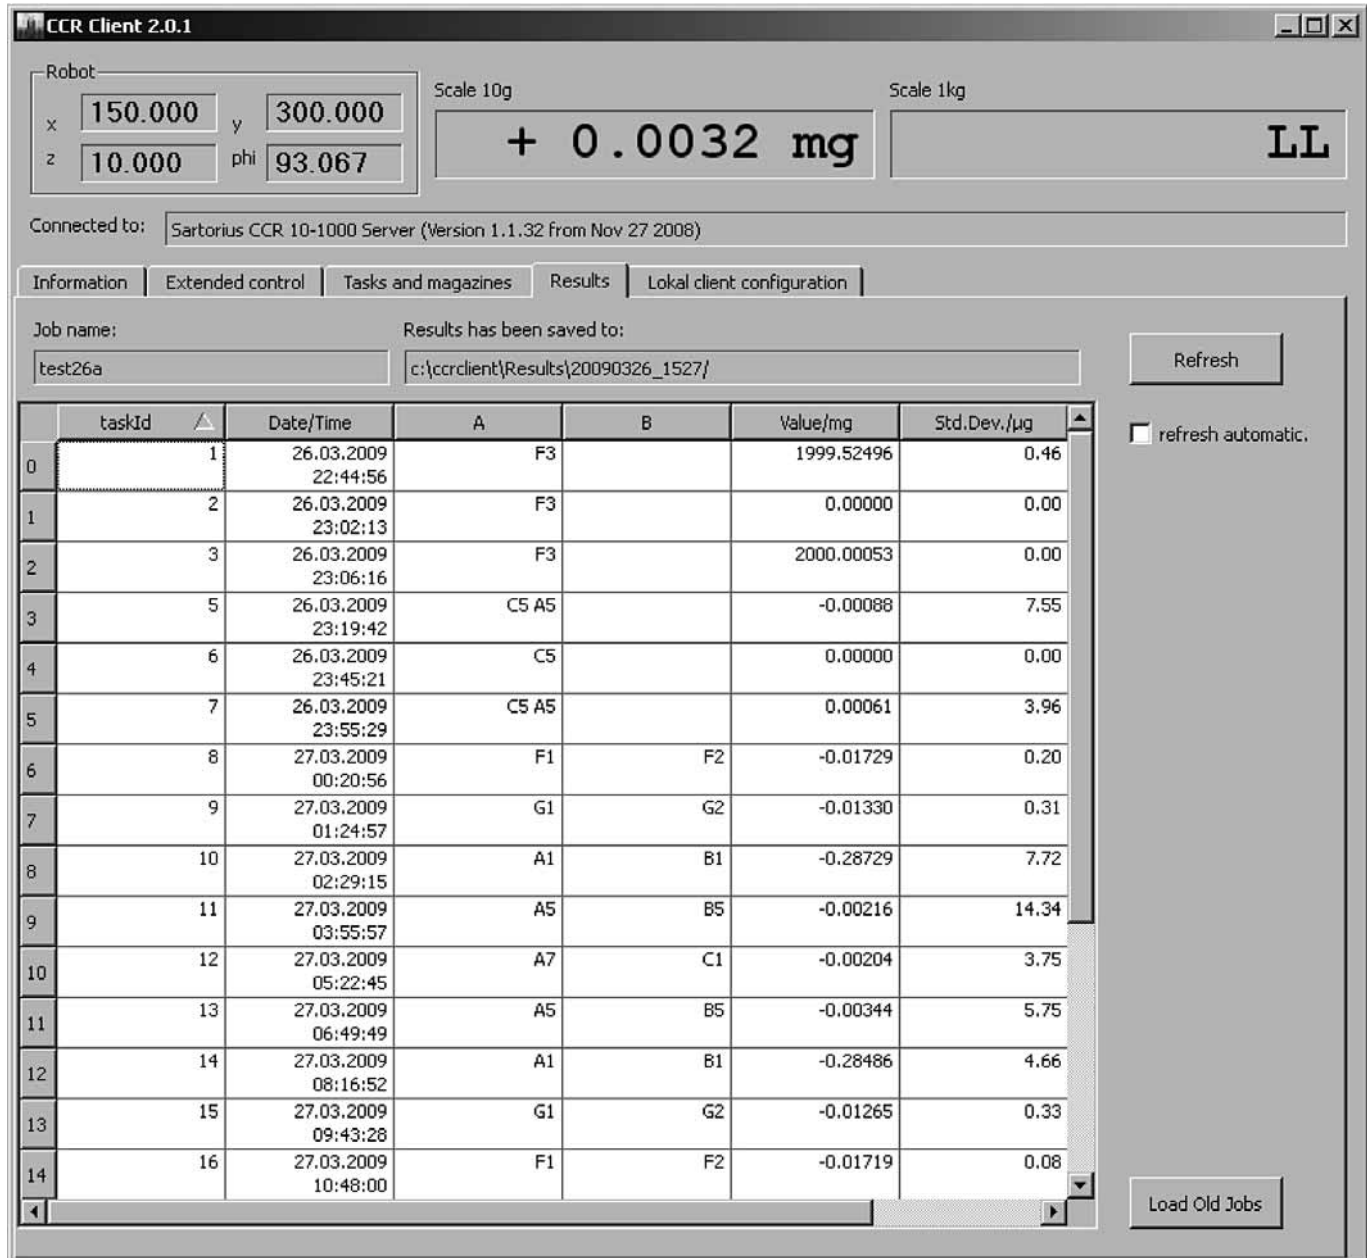 CCR Client 2.0.1
Robot
x 150.000 y 300.000
z 10.000 phi 93.067
Scale 10g
+ 0.0032 mg
Scale 1kg
LL
Connected to: Sartorius CCR 10-1000 Server (Version 1.1.32 from Nov 27 2008)
Information Extended control Tasks and magazines Results Lokal client configuration
Job name: Results has been saved to:
test26a c:\ccrclient\Results\20090326_1527/
Refresh
refresh automatic.
taskId Date/Time A B Value/mg Std.Dev./µg
0 1 26.03.2009 F3 1999.52496 0.46
22:44:56
1 2 26.03.2009 F3 0.00000 0.00
23:02:13
2 3 26.03.2009 F3 2000.00053 0.00
23:06:16
3 5 26.03.2009 C5 A5 -0.00088 7.55
23:19:42
4 6 26.03.2009 C5 0.00000 0.00
23:45:21
5 7 26.03.2009 C5 A5 0.00061 3.96
23:55:29
6 8 27.03.2009 F1 F2 -0.01729 0.20
00:20:56
7 9 27.03.2009 G1 G2 -0.01330 0.31
01:24:57
8 10 27.03.2009 A1 B1 -0.28729 7.72
02:29:15
9 11 27.03.2009 A5 B5 -0.00216 14.34
03:55:57
10 12 27.03.2009 A7 C1 -0.00204 3.75
05:22:45
11 13 27.03.2009 A5 B5 -0.00344 5.75
06:49:49
12 14 27.03.2009 A1 B1 -0.28486 4.66
08:16:52
13 15 27.03.2009 G1 G2 -0.01265 0.33
09:43:28
14 16 27.03.2009 F1 F2 -0.01719 0.08
10:48:00
Load Old Jobs